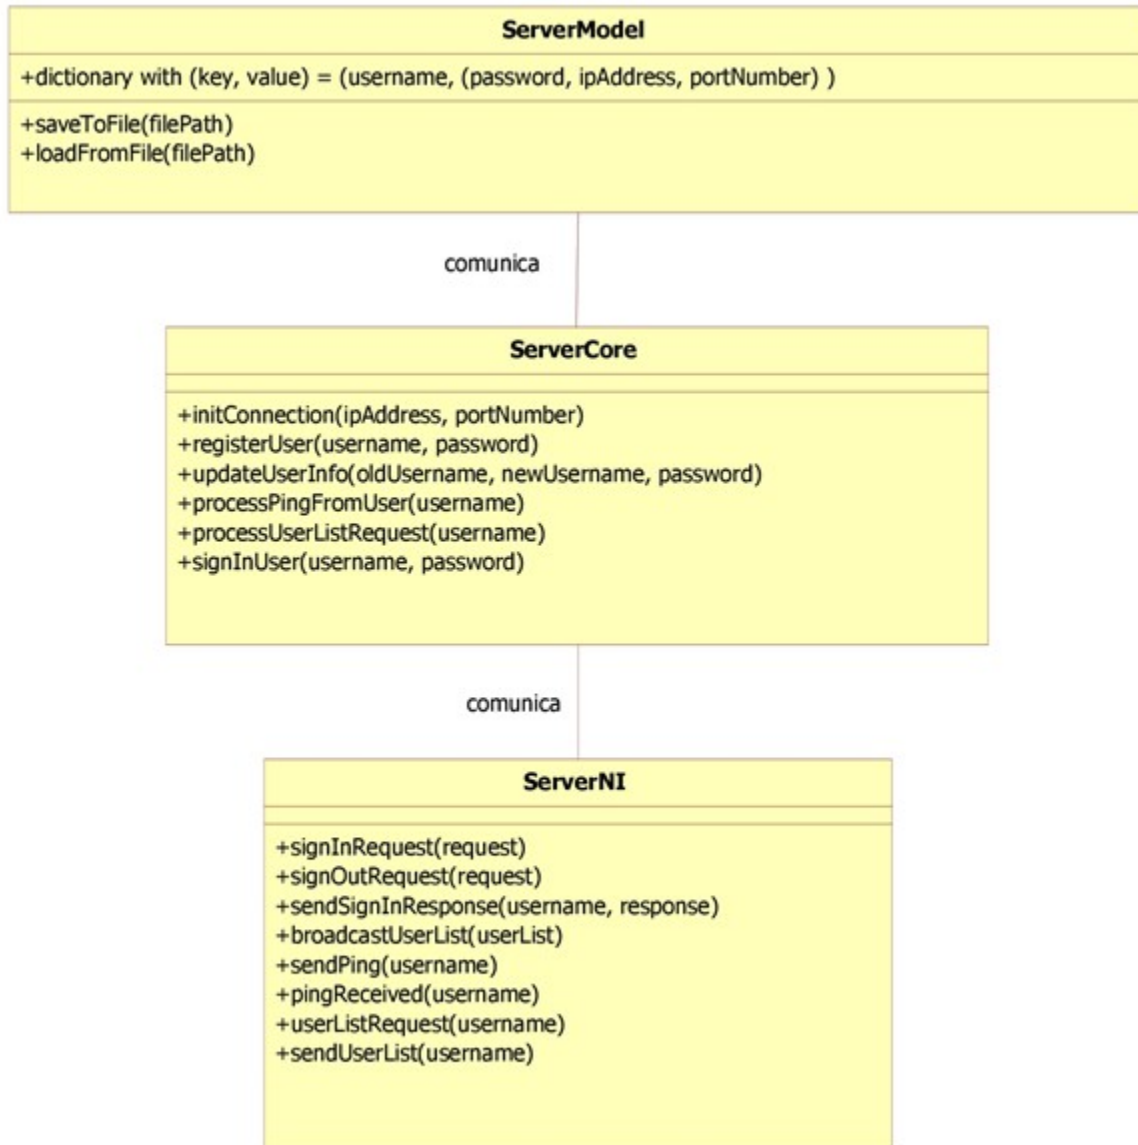 ServerModel
+dictionary with (key, value) = (username, (password, ipAddress, portNumber) )
+saveToFile(filePath)
+loadFromFile(filePath)
comunica
ServerCore
+initConnection(ipAddress, portNumber)
+registerUser(username, password)
+updateUserInfo(oldUsername, newUsername, password)
+processPingFromUser(username)
+processUserListRequest(username)
+signInUser(username, password)
comunica
ServerNI
+signInRequest(request)
+signOutRequest(request)
+sendSignInResponse(username, response)
+broadcastUserList(userList)
+sendPing(username)
+pingReceived(username)
+userListRequest(username)
+sendUserList(username)